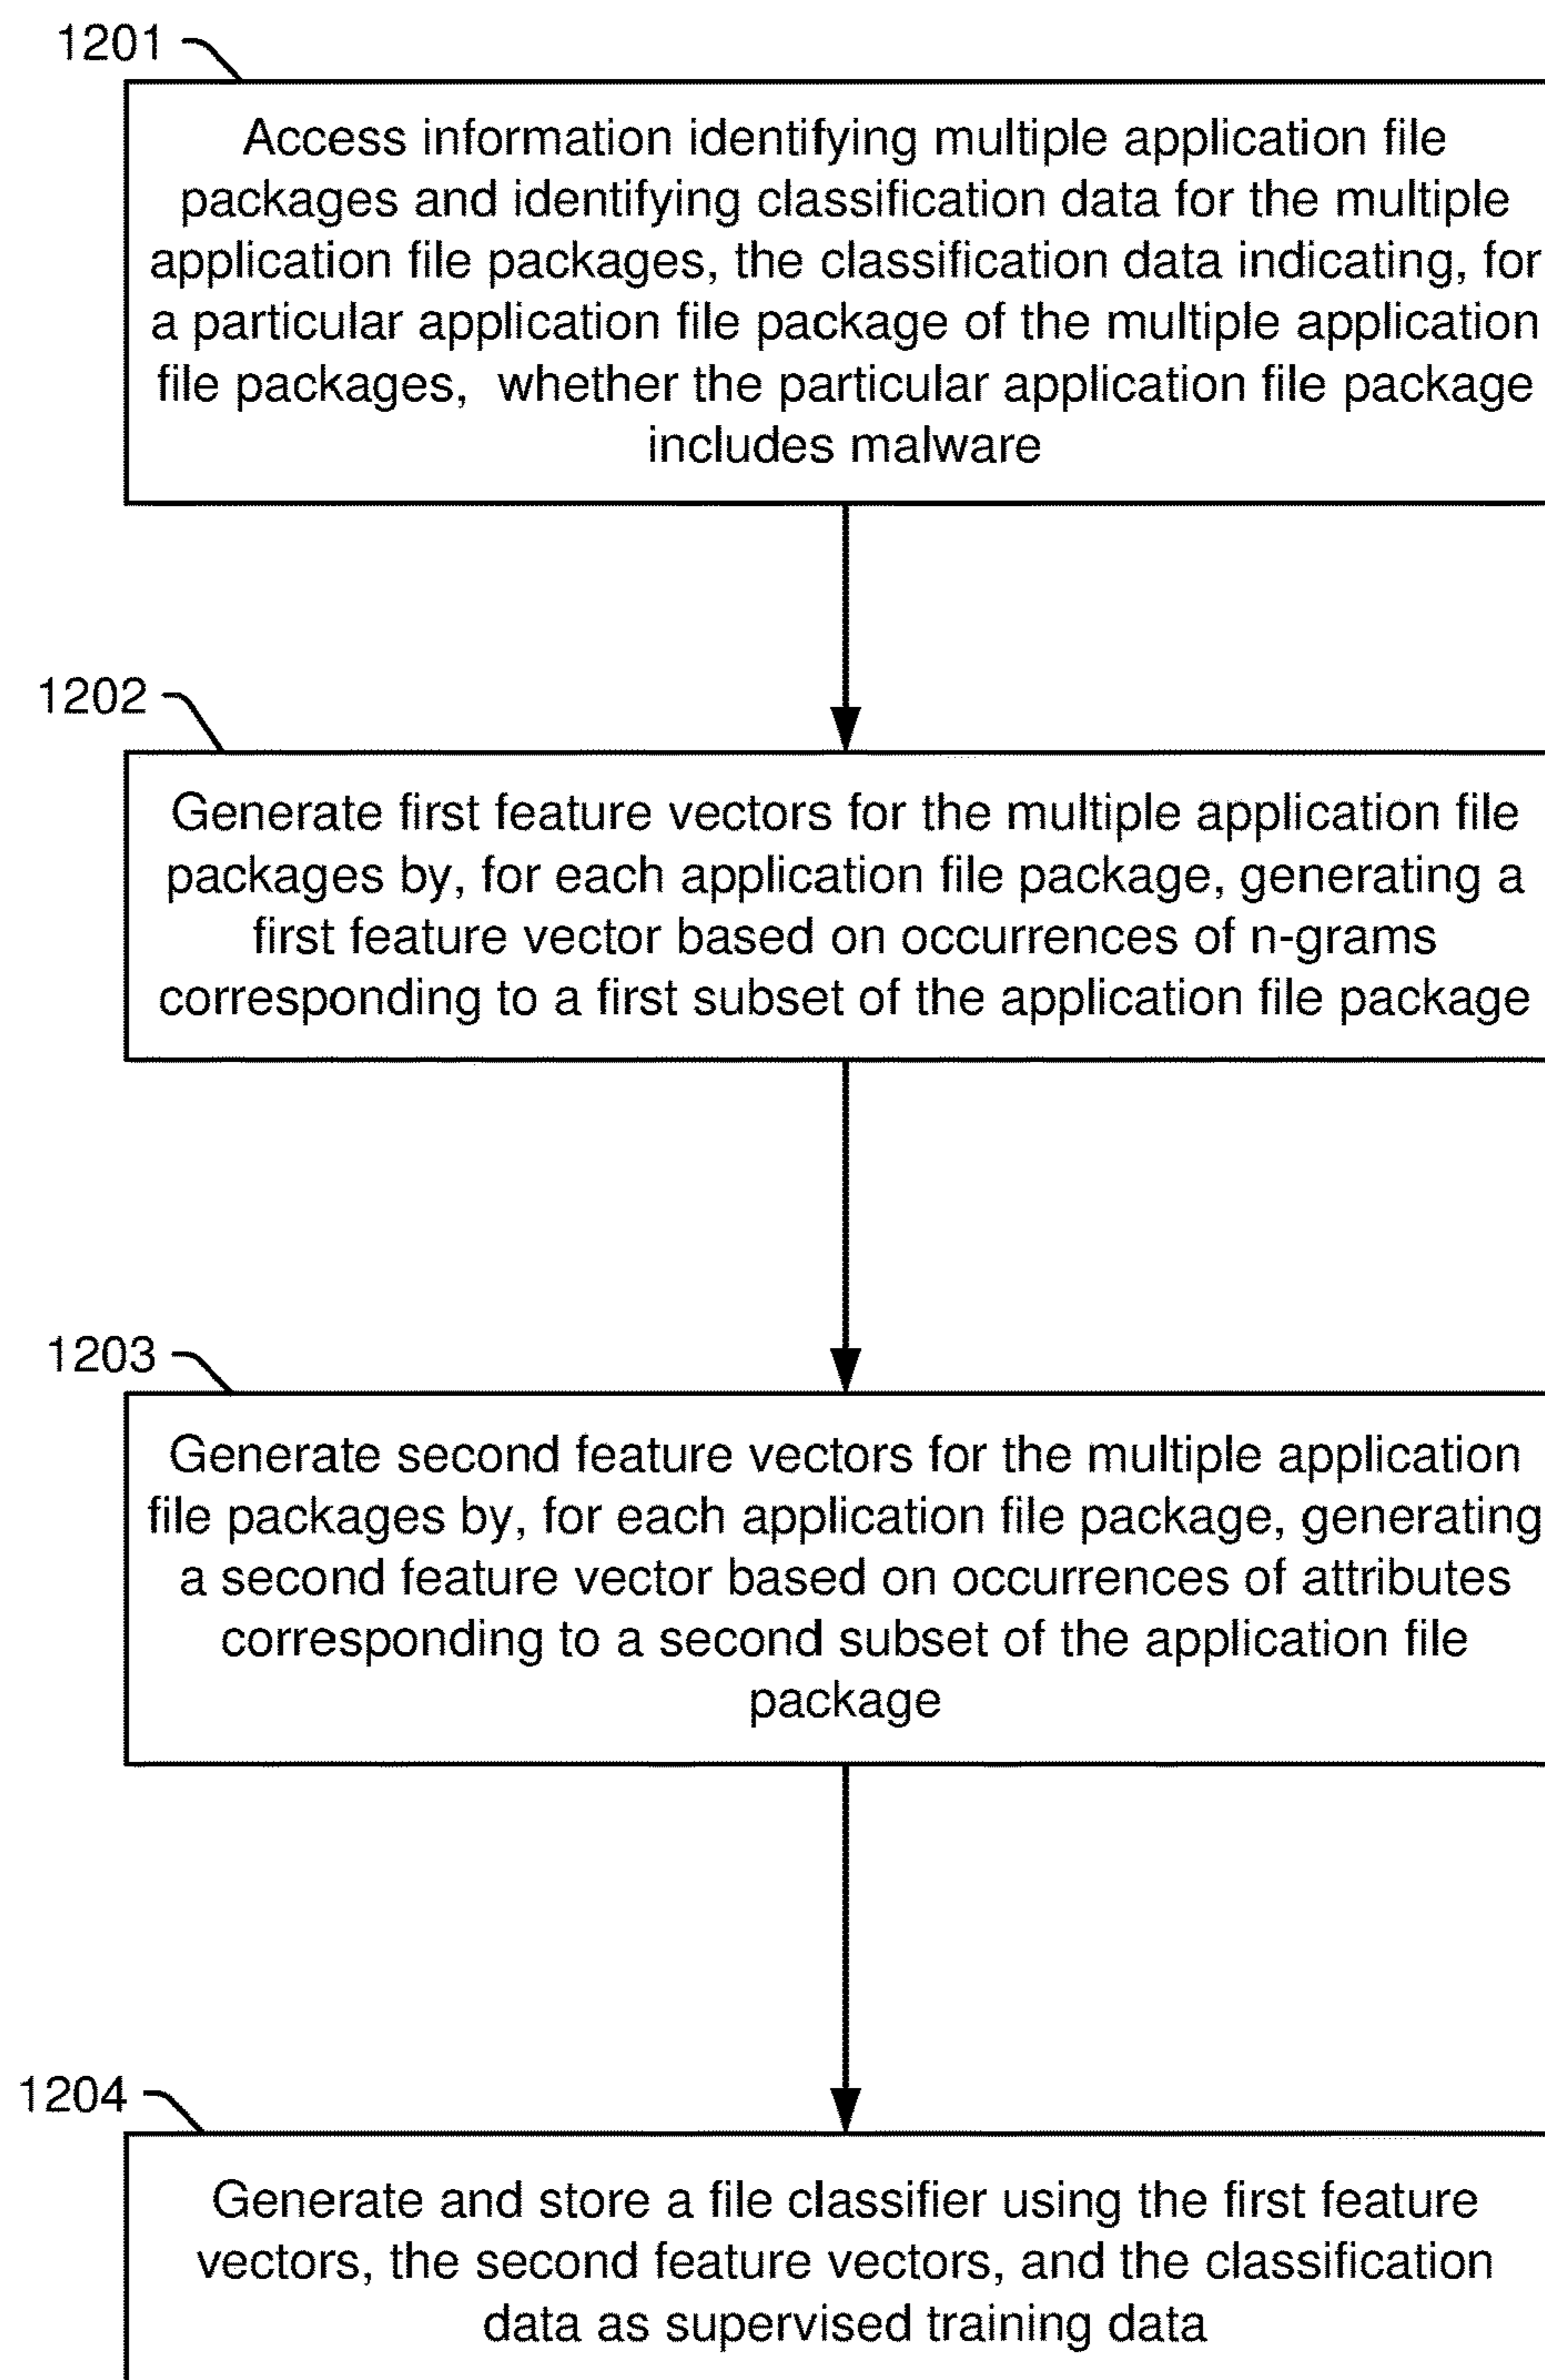 1201
Access information identifying multiple application file
packages and identifying classification data for the multiple
application file packages, the classification data indicating, for
a particular application file package of the multiple application
file packages,  whether the particular application file package
includes malware
1202
Generate first feature vectors for the multiple application file
packages by, for each application file package, generating a
first feature vector based on occurrences of n-grams
corresponding to a first subset of the application file package
1203
Generate second feature vectors for the multiple application
file packages by, for each application file package, generating
a second feature vector based on occurrences of attributes
corresponding to a second subset of the application file
package
1204
Generate and store a file classifier using the first feature
vectors, the second feature vectors, and the classification
data as supervised training data